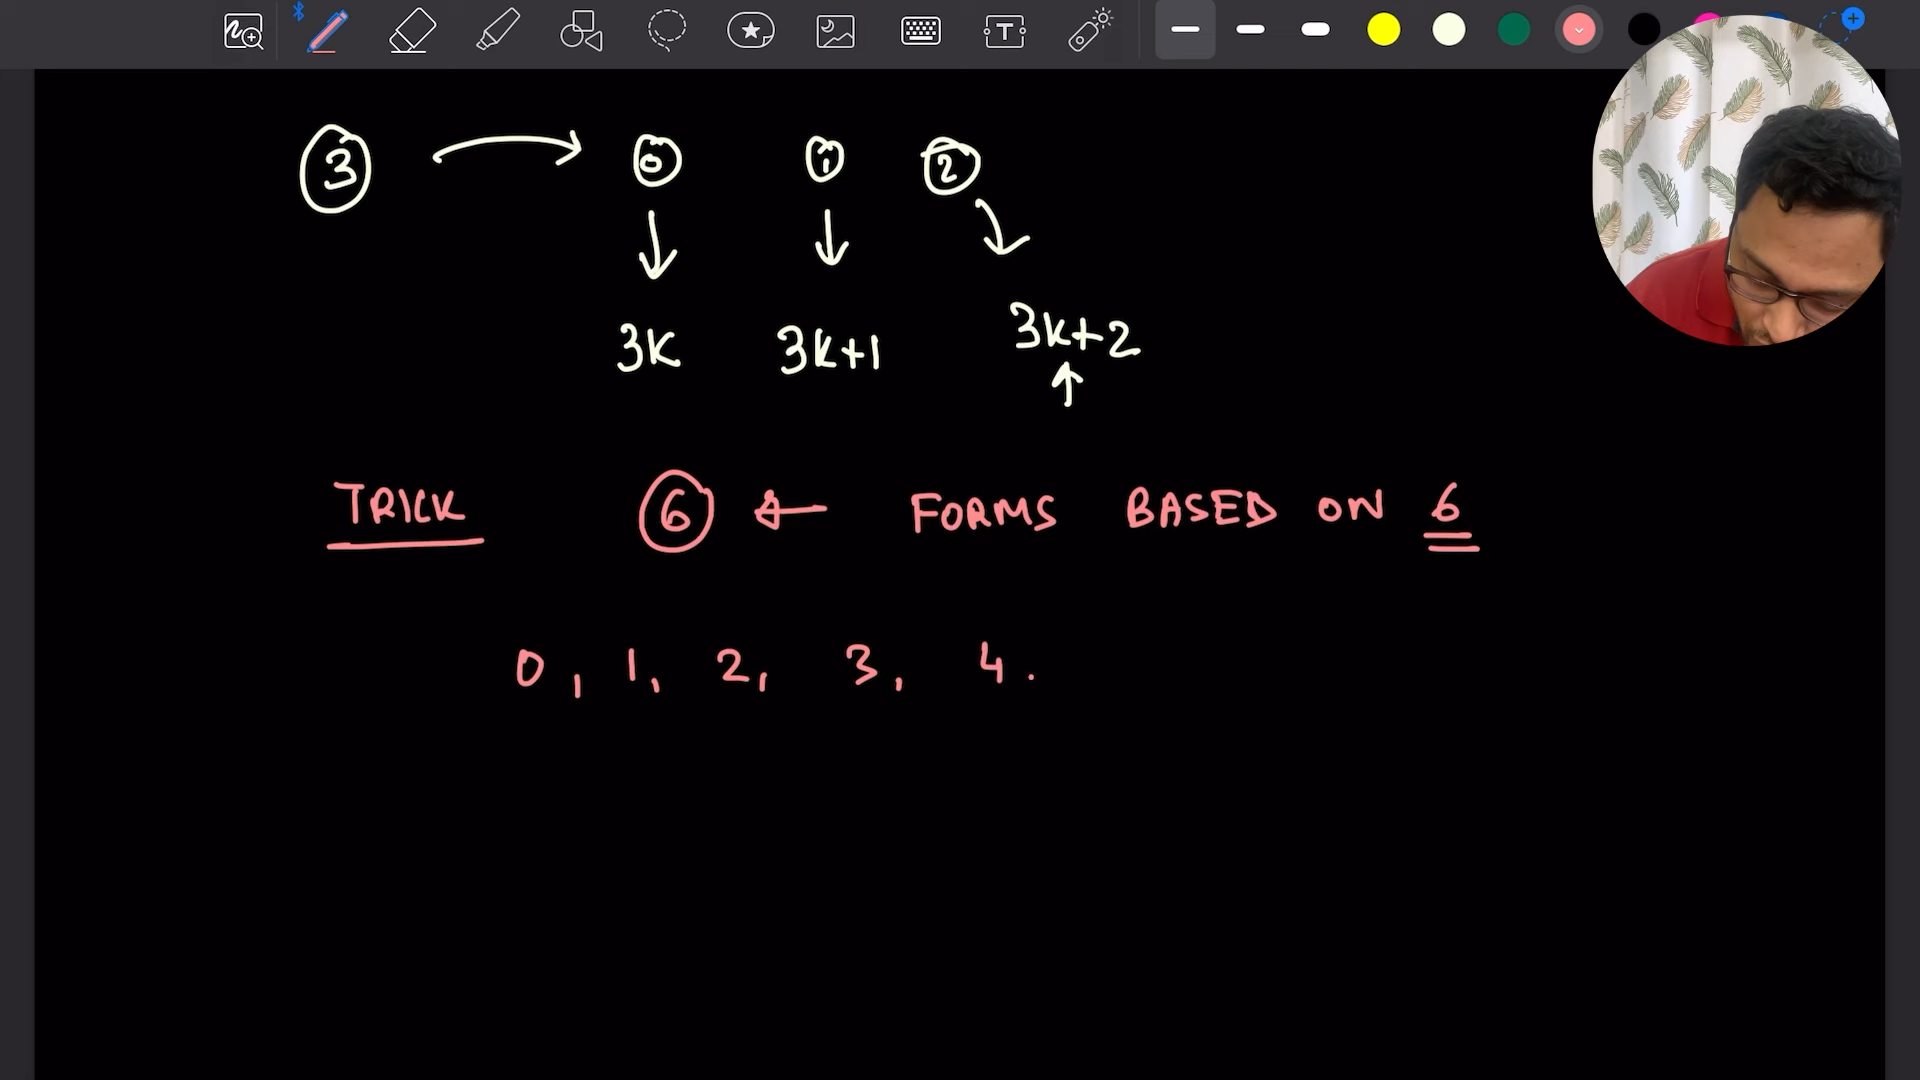 3 → 0 1 2
↓ ↓ ↘
3k 3k+1 3k+2
↑
TRICK 6 ← FORMS BASED ON 6
0, 1, 2, 3, 4.